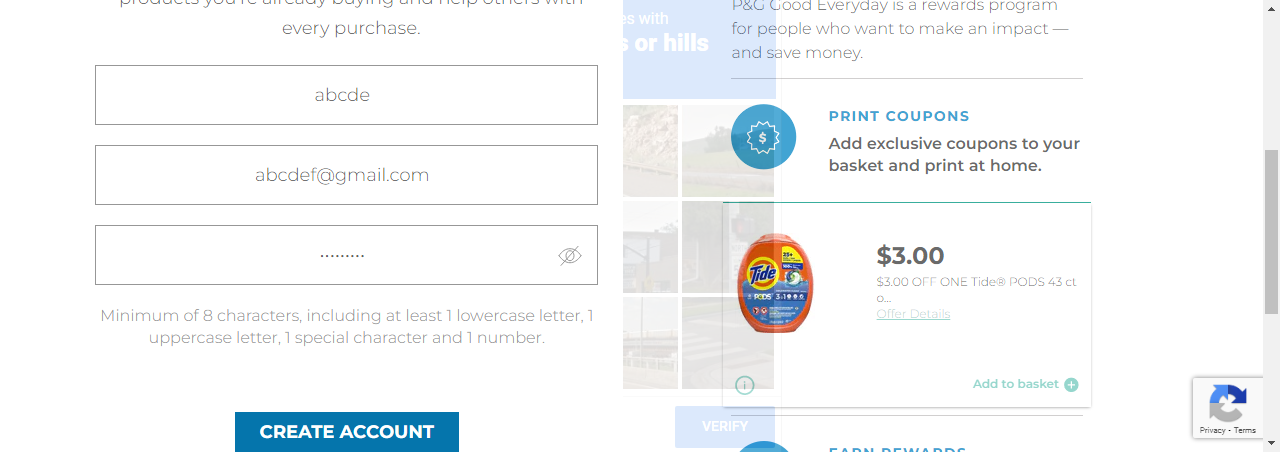 products you're already buying and help others with
every purchase.
abcde
abcdef@gmail.com
.........
Minimum of 8 characters, including at least 1 lowercase letter, 1
uppercase letter, 1 special character and 1 number.
CREATE ACCOUNT
es with
s or hills
VERIFY
P&G Good Everyday is a rewards program
for people who want to make an impact —
and save money.
$
PRINT COUPONS
Add exclusive coupons to your
basket and print at home.
Tide
PODS
3in1
$3.00
$3.00 OFF ONE Tide® PODS 43 ct
o...
Offer Details
i
Add to basket +
EARN REWARDS
Privacy - Terms